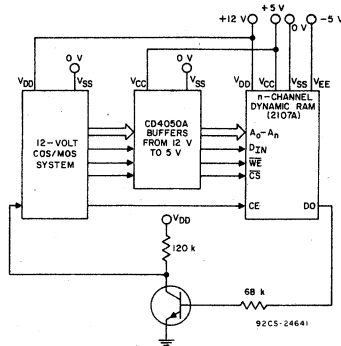 +5 V
+12 V
0 V
-5 V
0 V
0 V
VDD
VSS
VCC
VSS
VDD
VCC
VSS
VEE
12-VOLT
COS/MOS
SYSTEM
CD4050A
BUFFERS
FROM 12 V
TO 5 V
n-CHANNEL
DYNAMIC RAM
(2107A)
A0-An
DIN
WE
CS
CE
DO
VDD
120 k
68 k
92CS-24641